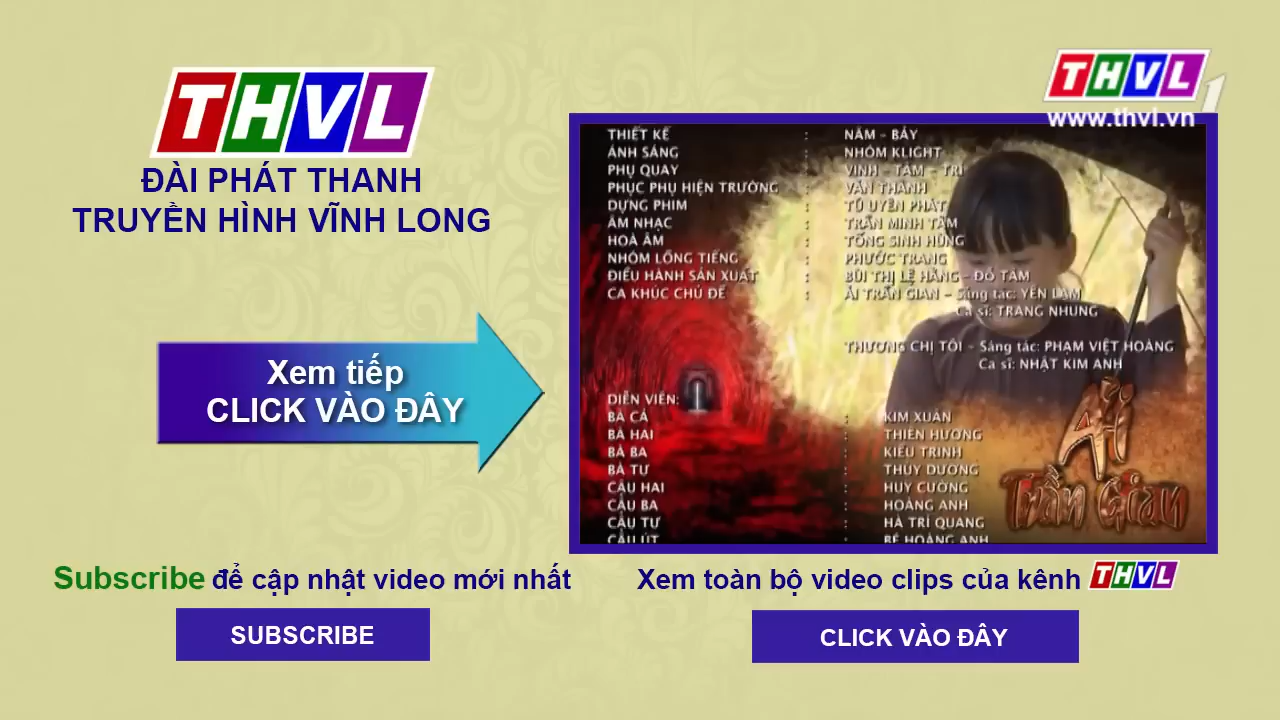 THVL
ĐÀI PHÁT THANH
TRUYỀN HÌNH VĨNH LONG
Xem tiếp
CLICK VÀO ĐÂY
THVL 1
www.thvl.vn
THIẾT KẾ : NĂM - BẢY
ÁNH SÁNG : NHÓM KLIGHT
PHỤ QUAY : VINH - TÂM - TRÍ
PHỤC PHỤ HIỆN TRƯỜNG : VĂN THÀNH
DỰNG PHIM : TÚ UYÊN PHÁT
ÂM NHẠC : TRẦN MINH TÂM
HOÀ ÂM : TỐNG SINH HÙNG
NHÓM LỒNG TIẾNG : PHƯỚC TRANG
ĐIỀU HÀNH SẢN XUẤT : BÙI THỊ LỆ HẰNG - ĐỖ TÂM
CA KHÚC CHỦ ĐỀ : ẢI TRẦN GIAN - Sáng tác: YÊN LAM
Ca sĩ: TRANG NHUNG
THƯƠNG CHỊ TÔI - Sáng tác: PHẠM VIỆT HOÀNG
Ca sĩ: NHẬT KIM ANH
DIỄN VIÊN:
BÀ CẢ : KIM XUÂN
BÀ HAI : THIÊN HƯƠNG
BÀ BA : KIỀU TRINH
BÀ TƯ : THÙY DƯƠNG
CẬU HAI : HUY CƯỜNG
CẬU BA : HOÀNG ANH
CẬU TƯ : HÀ TRÍ QUANG
CẬU ÚT : BÉ HOÀNG ANH
Ải
Trần Gian
Subscribe để cập nhật video mới nhất
SUBSCRIBE
Xem toàn bộ video clips của kênh THVL
CLICK VÀO ĐÂY